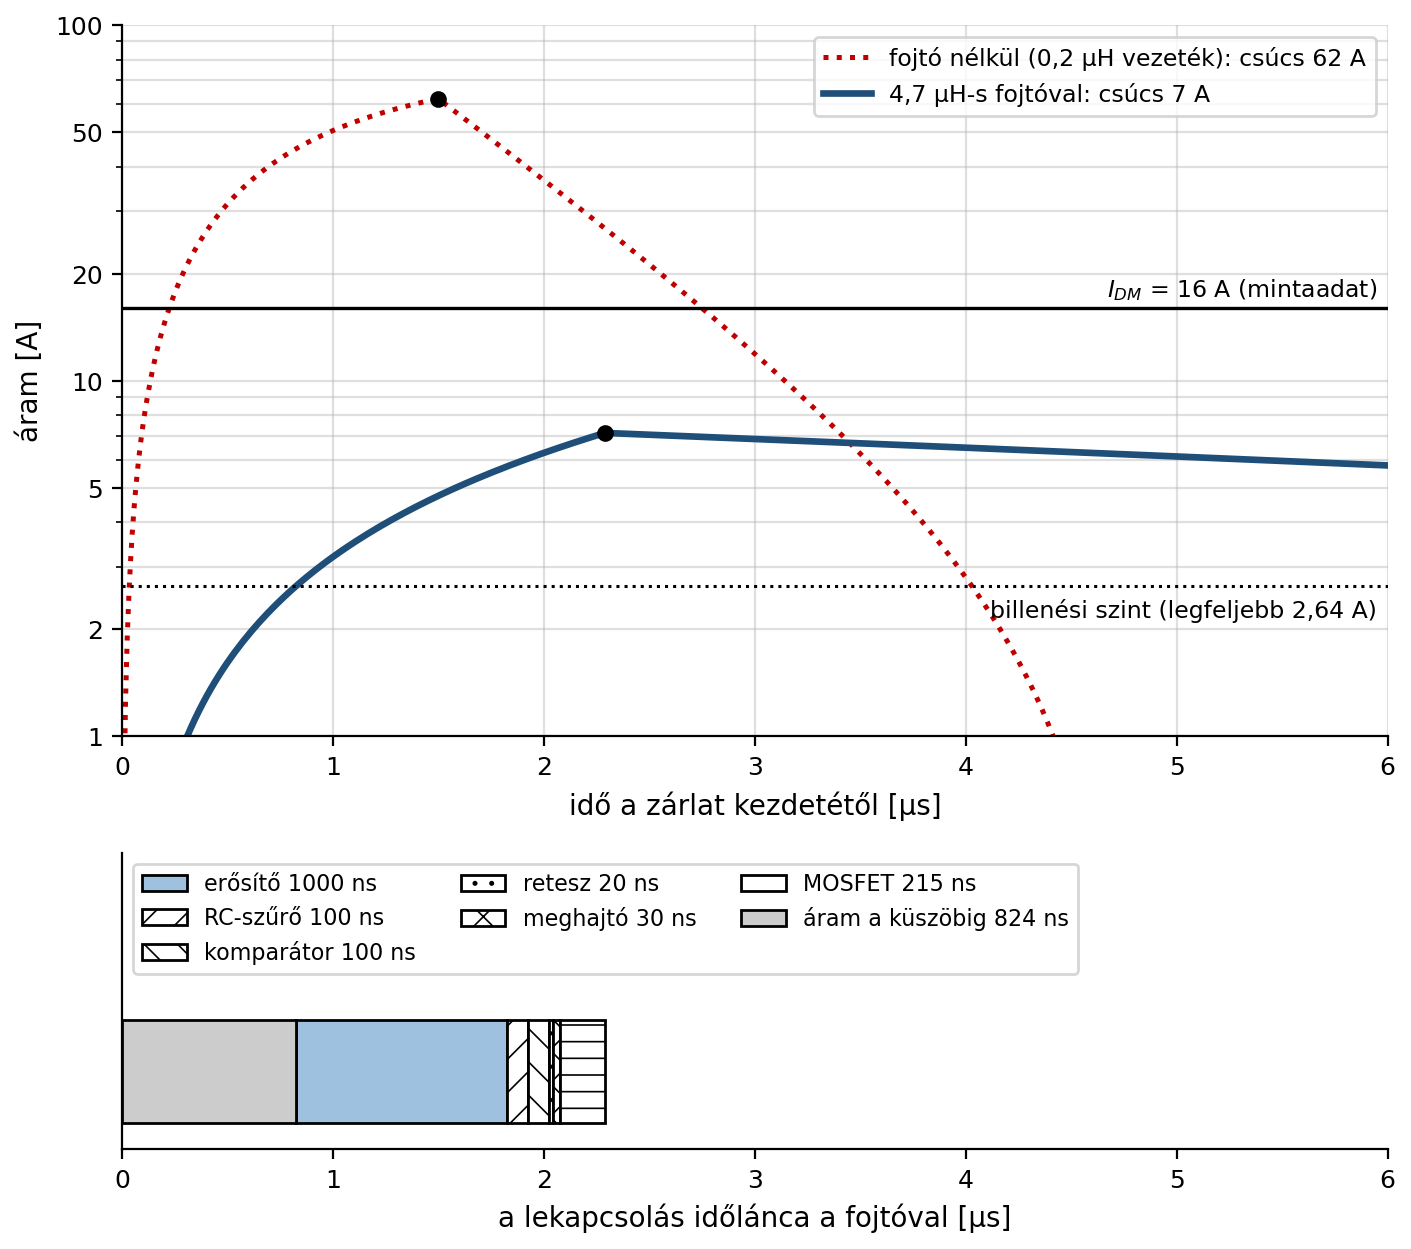 100
50
20
10
5
2
1
áram [A]
fojtó nélkül (0,2 µH vezeték): csúcs 62 A
4,7 µH-s fojtóval: csúcs 7 A
I_DM = 16 A (mintaadat)
billenési szint (legfeljebb 2,64 A)
0 1 2 3 4 5 6
idő a zárlat kezdetétől [µs]
erősítő 1000 ns
RC-szűrő 100 ns
komparátor 100 ns
retesz 20 ns
meghajtó 30 ns
MOSFET 215 ns
áram a küszöbig 824 ns
0 1 2 3 4 5 6
a lekapcsolás időlánca a fojtóval [µs]